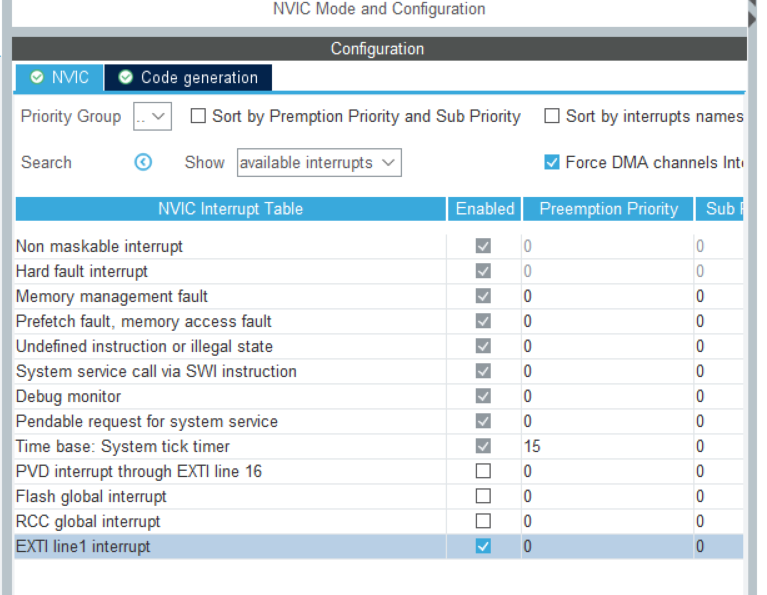 NVIC Mode and Configuration
Configuration
NVIC Code generation
Priority Group .. Sort by Premption Priority and Sub Priority Sort by interrupts names
Search Show available interrupts Force DMA channels Inte
NVIC Interrupt Table Enabled Preemption Priority Sub
Non maskable interrupt 0 0
Hard fault interrupt 0 0
Memory management fault 0 0
Prefetch fault, memory access fault 0 0
Undefined instruction or illegal state 0 0
System service call via SWI instruction 0 0
Debug monitor 0 0
Pendable request for system service 0 0
Time base: System tick timer 15 0
PVD interrupt through EXTI line 16 0 0
Flash global interrupt 0 0
RCC global interrupt 0 0
EXTI line1 interrupt 0 0